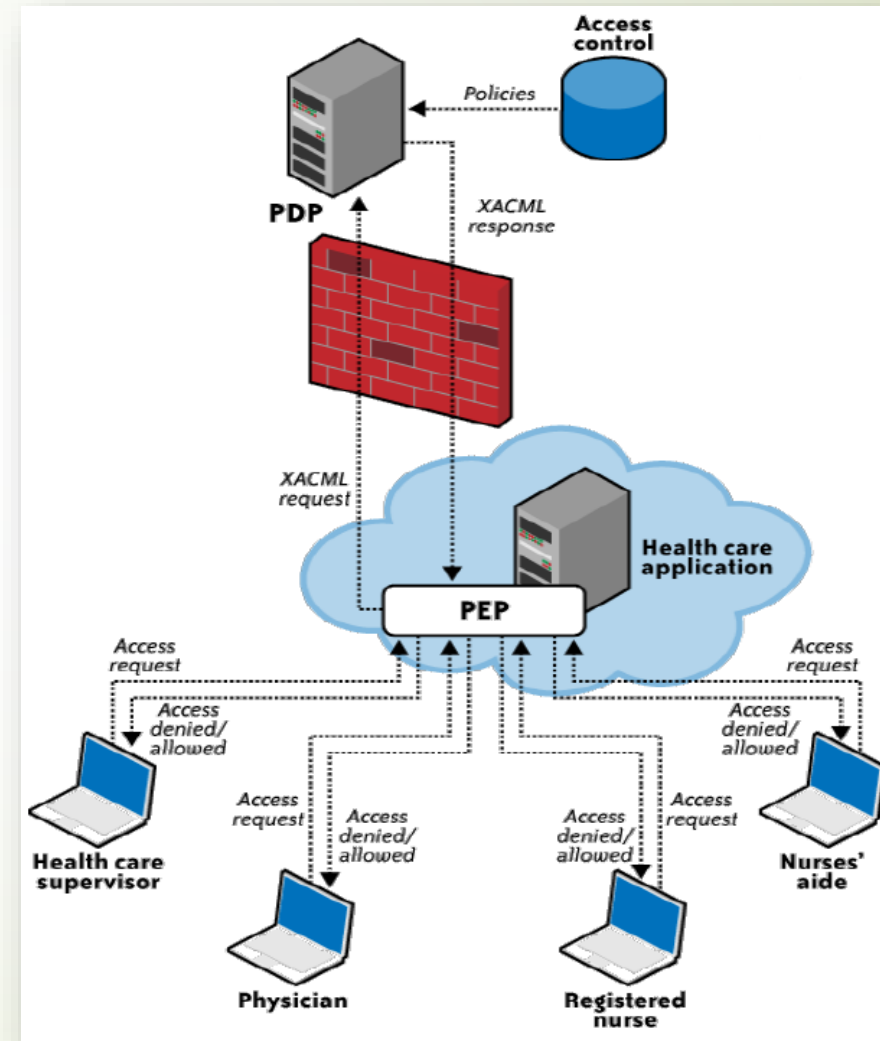 Access
control
Policies
PDP
XACML
response
XACML
request
Health care
application
PEP
Access
request
Access
denied/
allowed
Access
request
Access
denied/
allowed
Access
denied/
allowed
Access
request
Access
request
Access
denied/
allowed
Health care
supervisor
Physician
Registered
nurse
Nurses'
aide